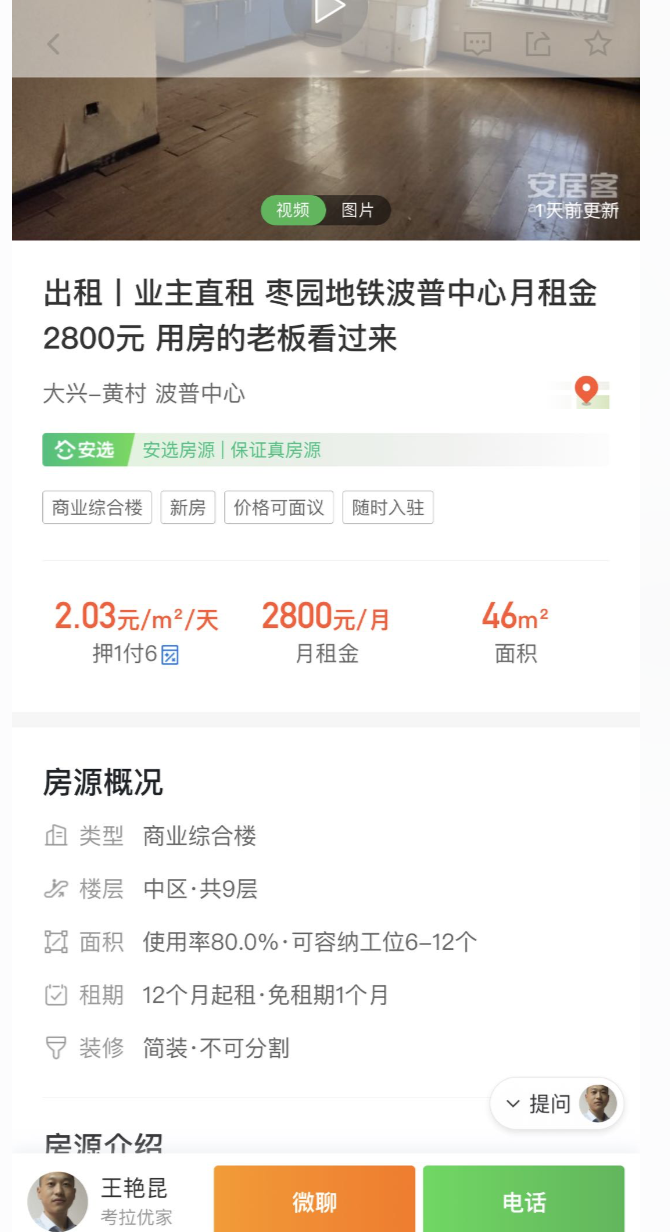 视频
图片
安居客
1天前更新
出租丨业主直租 枣园地铁波普中心月租金
2800元 用房的老板看过来
大兴-黄村 波普中心
安选
安选房源|保证真房源
商业综合楼
新房
价格可面议
随时入驻
2.03元/m²/天
2800元/月
46m²
押1付6
月租金
面积
房源概况
类型 商业综合楼
楼层 中区·共9层
面积 使用率80.0%·可容纳工位6-12个
租期 12个月起租·免租期1个月
装修 简装·不可分割
提问
房源介绍
王艳昆
考拉优家
微聊
电话